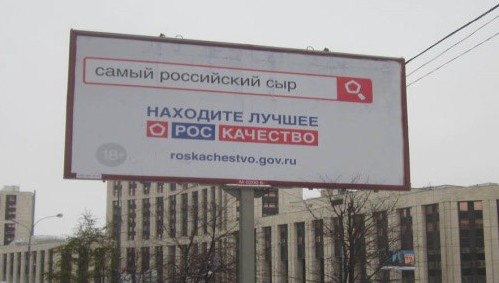 самый российский сыр
НАХОДИТЕ ЛУЧШЕЕ
РОС КАЧЕСТВО
18+
roskachestvo.gov.ru